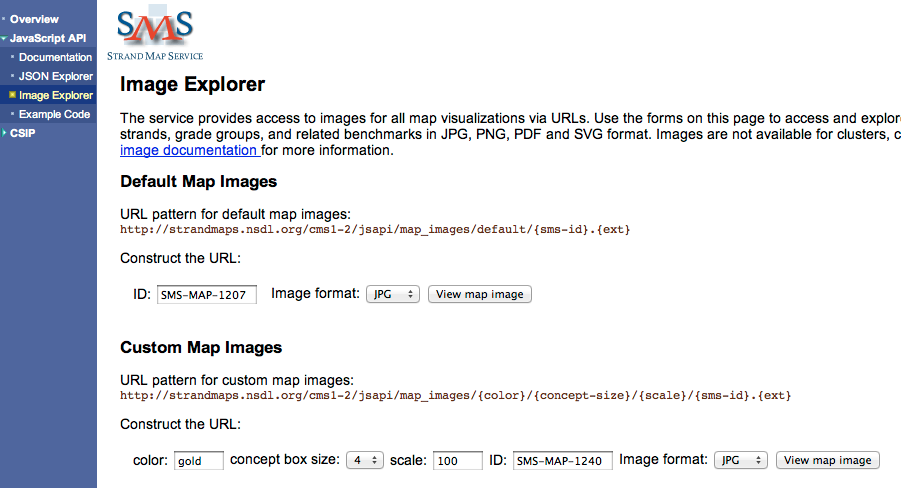 Overview
JavaScript API
Documentation
JSON Explorer
Image Explorer
Example Code
CSIP
SMS
STRAND MAP SERVICE
Image Explorer
The service provides access to images for all map visualizations via URLs. Use the forms on this page to access and explor
strands, grade groups, and related benchmarks in JPG, PNG, PDF and SVG format. Images are not available for clusters, c
image documentation for more information.
Default Map Images
URL pattern for default map images:
http://strandmaps.nsdl.org/cms1-2/jsapi/map_images/default/{sms-id}.{ext}
Construct the URL:
ID: SMS-MAP-1207 Image format: JPG View map image
Custom Map Images
URL pattern for custom map images:
http://strandmaps.nsdl.org/cms1-2/jsapi/map_images/{color}/{concept-size}/{scale}/{sms-id}.{ext}
Construct the URL:
color: gold concept box size: 4 scale: 100 ID: SMS-MAP-1240 Image format: JPG View map image